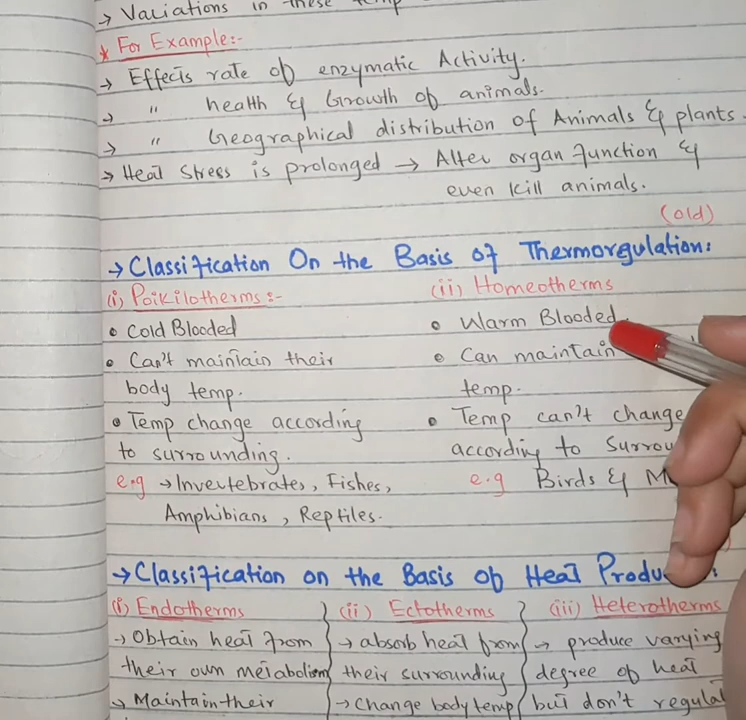 → Variations in these temp
* For Example:-
→ Effects rate of enzymatic Activity.
→ " health & Growth of animals.
→ " Geographical distribution of Animals & plants.
→ Heat Stress is prolonged → Alter organ function &
even kill animals.
(old)
→ Classification On the Basis of Thermorgulation:
(i) Poikilotherms:-
• Cold Blooded
• Can't maintain their
body temp.
• Temp change according
to surrounding.
e.g → Invertebrates, Fishes,
Amphibians, Reptiles.
(ii) Homeotherms
• Warm Blooded
• Can maintain
temp.
• Temp can't change
according to Surrou
e.g Birds & M
→ Classification on the Basis of Heat Produ
(i) Endotherms
→ Obtain heat from
their own metabolism
→ Maintain their
(ii) Ectotherms
→ absorb heat from
their surrounding
→ Change body temp
(iii) Heterotherms
→ produce varying
degree of heat
but don't regulat